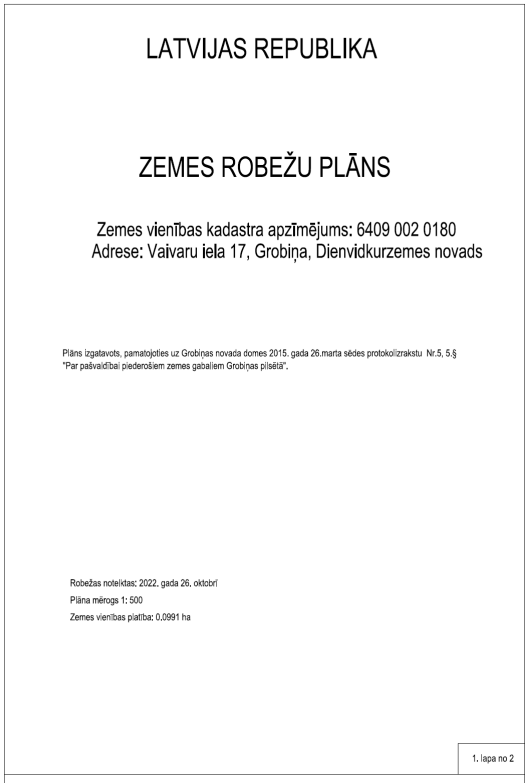 LATVIJAS REPUBLIKA
ZEMES ROBEŽU PLĀNS
Zemes vienības kadastra apzīmējums: 6409 002 0180
Adrese: Vaivaru iela 17, Grobiņa, Dienvidkurzemes novads
Plāns izgatavots, pamatojoties uz Grobiņas novada domes 2015. gada 26.marta sēdes protokolizrakstu Nr.5, 5.§
"Par pašvaldībai piederošiem zemes gabaliem Grobiņas pilsētā".
Robežas noteiktas: 2022. gada 26. oktobrī
Plāna mērogs 1: 500
Zemes vienības platība: 0.0991 ha
1. lapa no 2